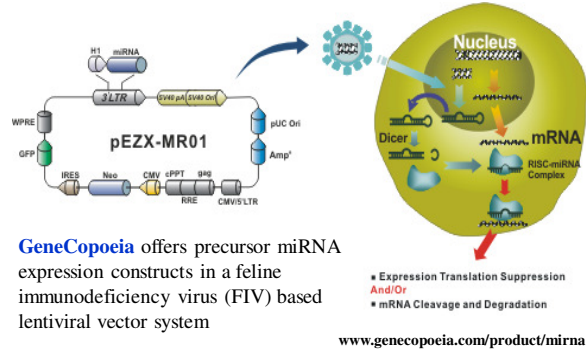 H1 miRNA
3 LTR
SV40 pA
SV40 Ori
WPRE
pUC Ori
pEZX-MR01
GFP
Ampʳ
IRES
Neo
CMV
cPPT
gag
RRE
CMV/5'LTR
Nucleus
Dicer
mRNA
RISC-miRNA
Complex
GeneCopoeia offers precursor miRNA
expression constructs in a feline
immunodeficiency virus (FIV) based
lentiviral vector system
■ Expression Translation Suppression
And/Or
■ mRNA Cleavage and Degradation
www.genecopoeia.com/product/mirna